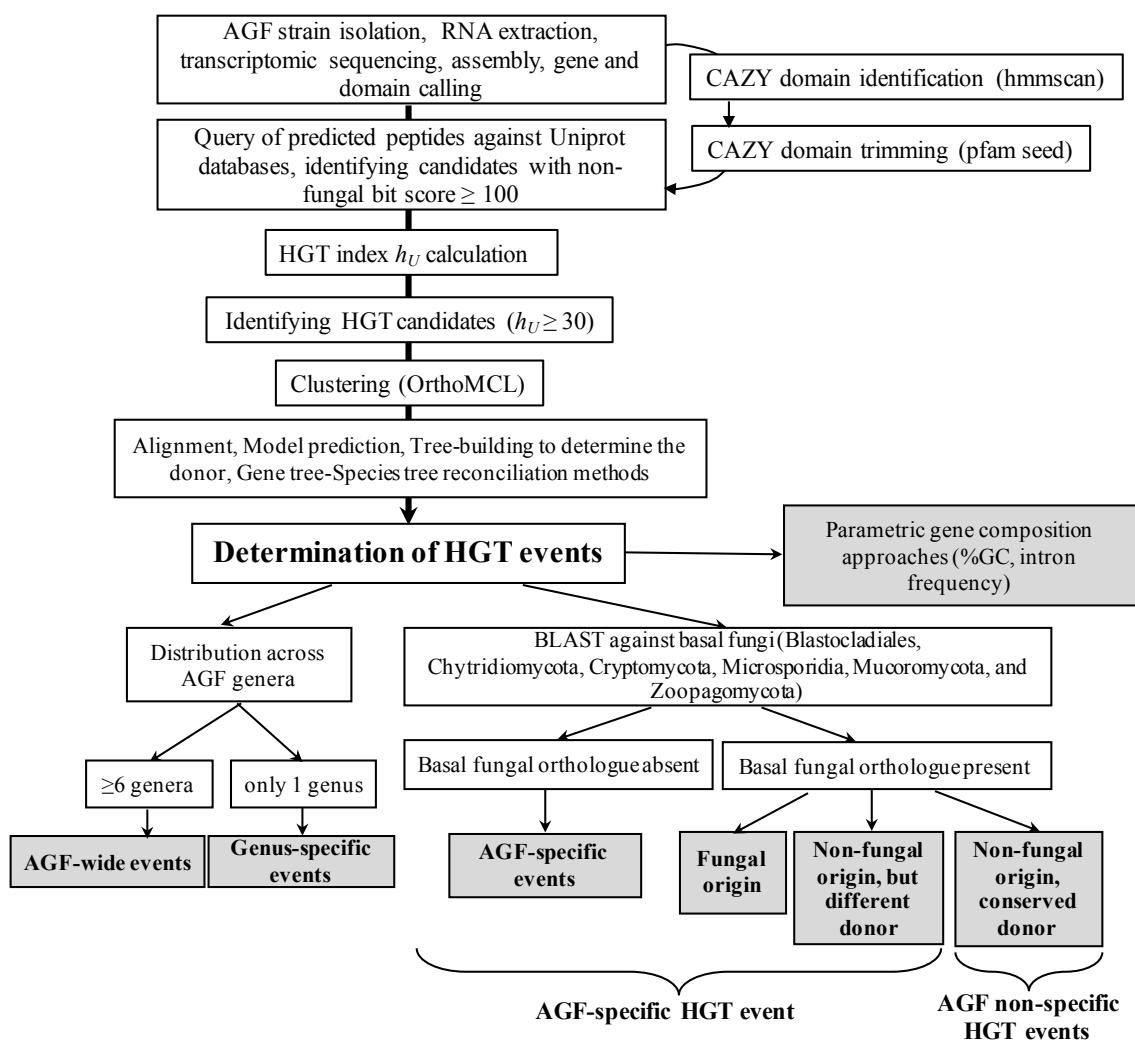 AGF strain isolation, RNA extraction,
transcriptomic sequencing, assembly, gene and
domain calling
CAZY domain identification (hmmscan)
CAZY domain trimming (pfam seed)
Query of predicted peptides against Uniprot
databases, identifying candidates with non-
fungal bit score ≥ 100
HGT index hU calculation
Identifying HGT candidates (hU ≥ 30)
Clustering (OrthoMCL)
Alignment, Model prediction, Tree-building to determine the
donor, Gene tree-Species tree reconciliation methods
Determination of HGT events
Parametric gene composition
approaches (%GC, intron
frequency)
Distribution across
AGF genera
≥6 genera
only 1 genus
AGF-wide events
Genus-specific
events
BLAST against basal fungi (Blastocladiales,
Chytridiomycota, Cryptomycota, Microsporidia, Mucoromycota, and
Zoopagomycota)
Basal fungal orthologue absent
Basal fungal orthologue present
AGF-specific
events
Fungal
origin
Non-fungal
origin, but
different
donor
Non-fungal
origin,
conserved
donor
AGF-specific HGT event
AGF non-specific
HGT events